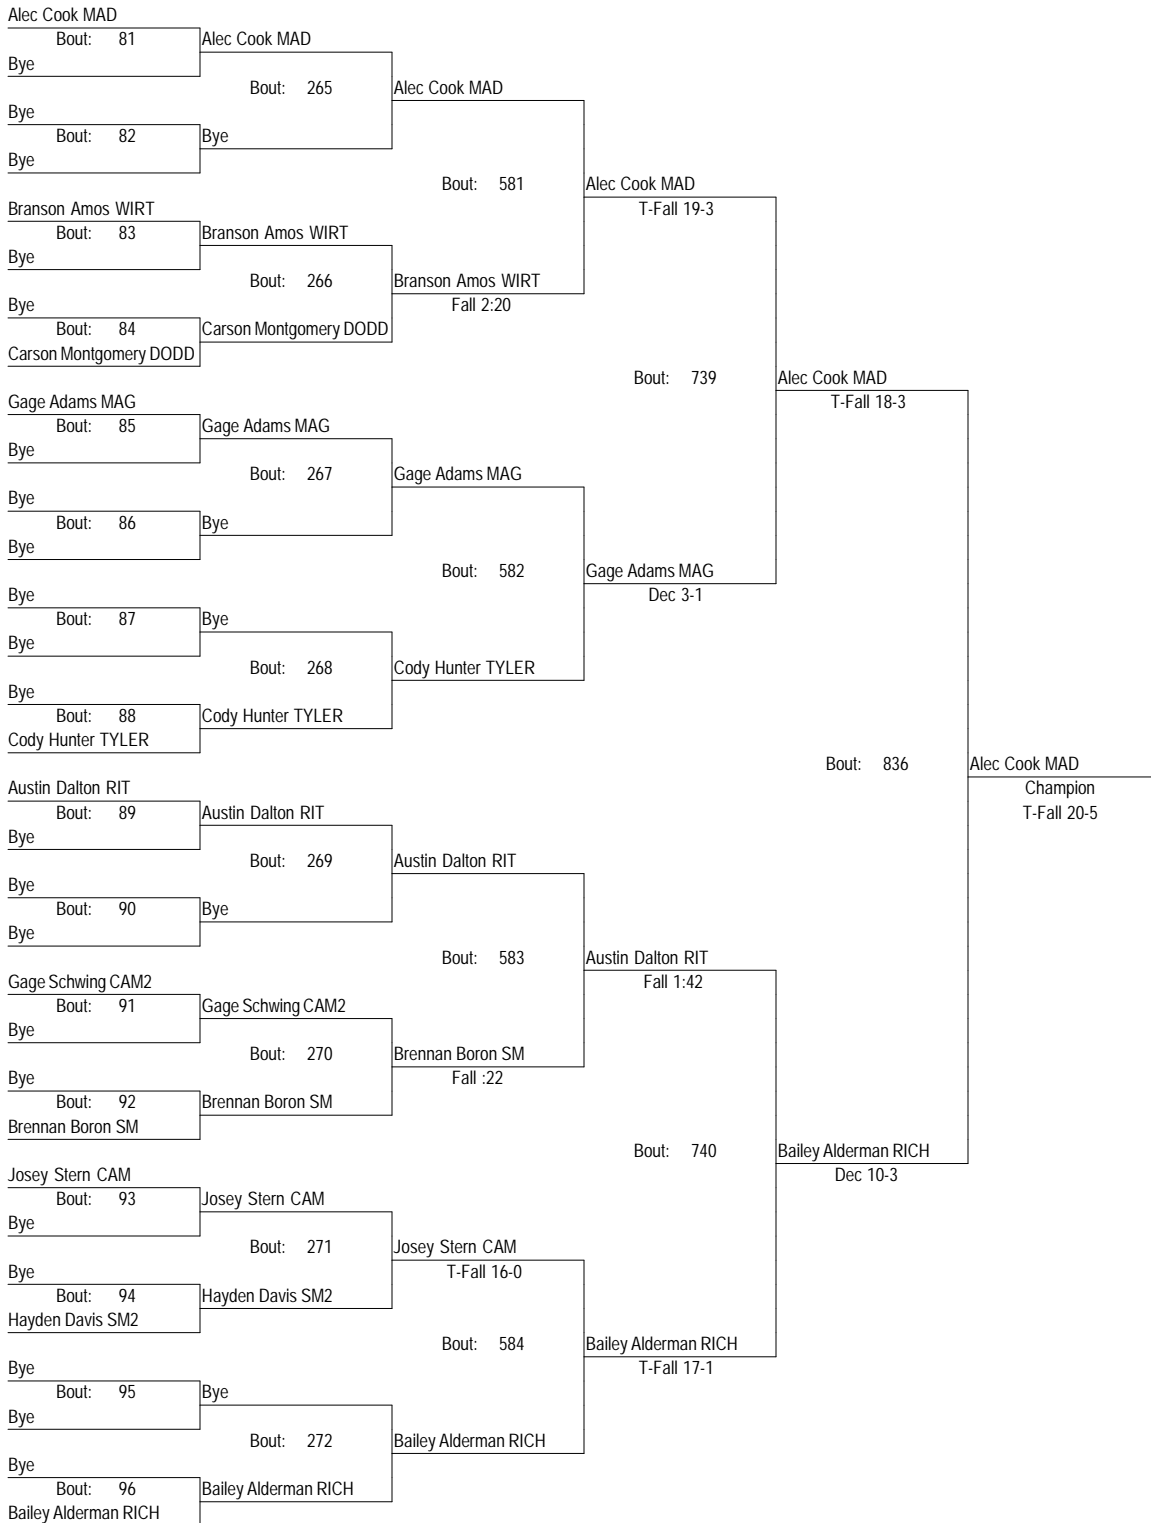 Alec Cook MAD
Bout: 81 Alec Cook MAD
Bye
Bout: 265 Alec Cook MAD
Bye
Bout: 82 Bye
Bye
Bout: 581 Alec Cook MAD
Branson Amos WIRT T-Fall 19-3
Bout: 83 Branson Amos WIRT
Bye
Bout: 266 Branson Amos WIRT
Bye Fall 2:20
Bout: 84 Carson Montgomery DODD
Carson Montgomery DODD
Bout: 739 Alec Cook MAD
Gage Adams MAG T-Fall 18-3
Bout: 85 Gage Adams MAG
Bye
Bout: 267 Gage Adams MAG
Bye
Bout: 86 Bye
Bye
Bout: 582 Gage Adams MAG
Bye Dec 3-1
Bout: 87 Bye
Bye
Bout: 268 Cody Hunter TYLER
Bye
Bout: 88 Cody Hunter TYLER
Cody Hunter TYLER
Bout: 836 Alec Cook MAD
Austin Dalton RIT Champion
Bout: 89 Austin Dalton RIT T-Fall 20-5
Bye
Bout: 269 Austin Dalton RIT
Bye
Bout: 90 Bye
Bye
Bout: 583 Austin Dalton RIT
Gage Schwing CAM2 Fall 1:42
Bout: 91 Gage Schwing CAM2
Bye
Bout: 270 Brennan Boron SM
Bye Fall :22
Bout: 92 Brennan Boron SM
Brennan Boron SM
Bout: 740 Bailey Alderman RICH
Josey Stern CAM Dec 10-3
Bout: 93 Josey Stern CAM
Bye
Bout: 271 Josey Stern CAM
Bye T-Fall 16-0
Bout: 94 Hayden Davis SM2
Hayden Davis SM2
Bout: 584 Bailey Alderman RICH
Bye T-Fall 17-1
Bout: 95 Bye
Bye
Bout: 272 Bailey Alderman RICH
Bye
Bout: 96 Bailey Alderman RICH
Bailey Alderman RICH